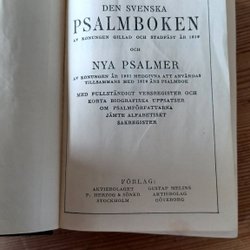 DEN SVENSKA
PSALMBOKEN
AV KONUNGEN GILLAD OCH STADFÄST ÅR 1819
OCH
NYA PSALMER
AV KONUNGEN ÅR 1921 MEDGIVNA ATT ANVÄNDAS
TILLSAMMANS MED 1819 ÅRS PSALMBOK
MED FULLSTÄNDIGT VERSREGISTER OCH
KORTA BIOGRAFISKA UPPSATSER
OM PSALMFÖRFATTARNA
JÄMTE ALFABETISKT
SAKREGISTER
FÖRLAG:
AKTIEBOLAGET GUSTAF MELINS
P. HERZOG & SÖNER AKTIEBOLAG
STOCKHOLM GÖTEBORG